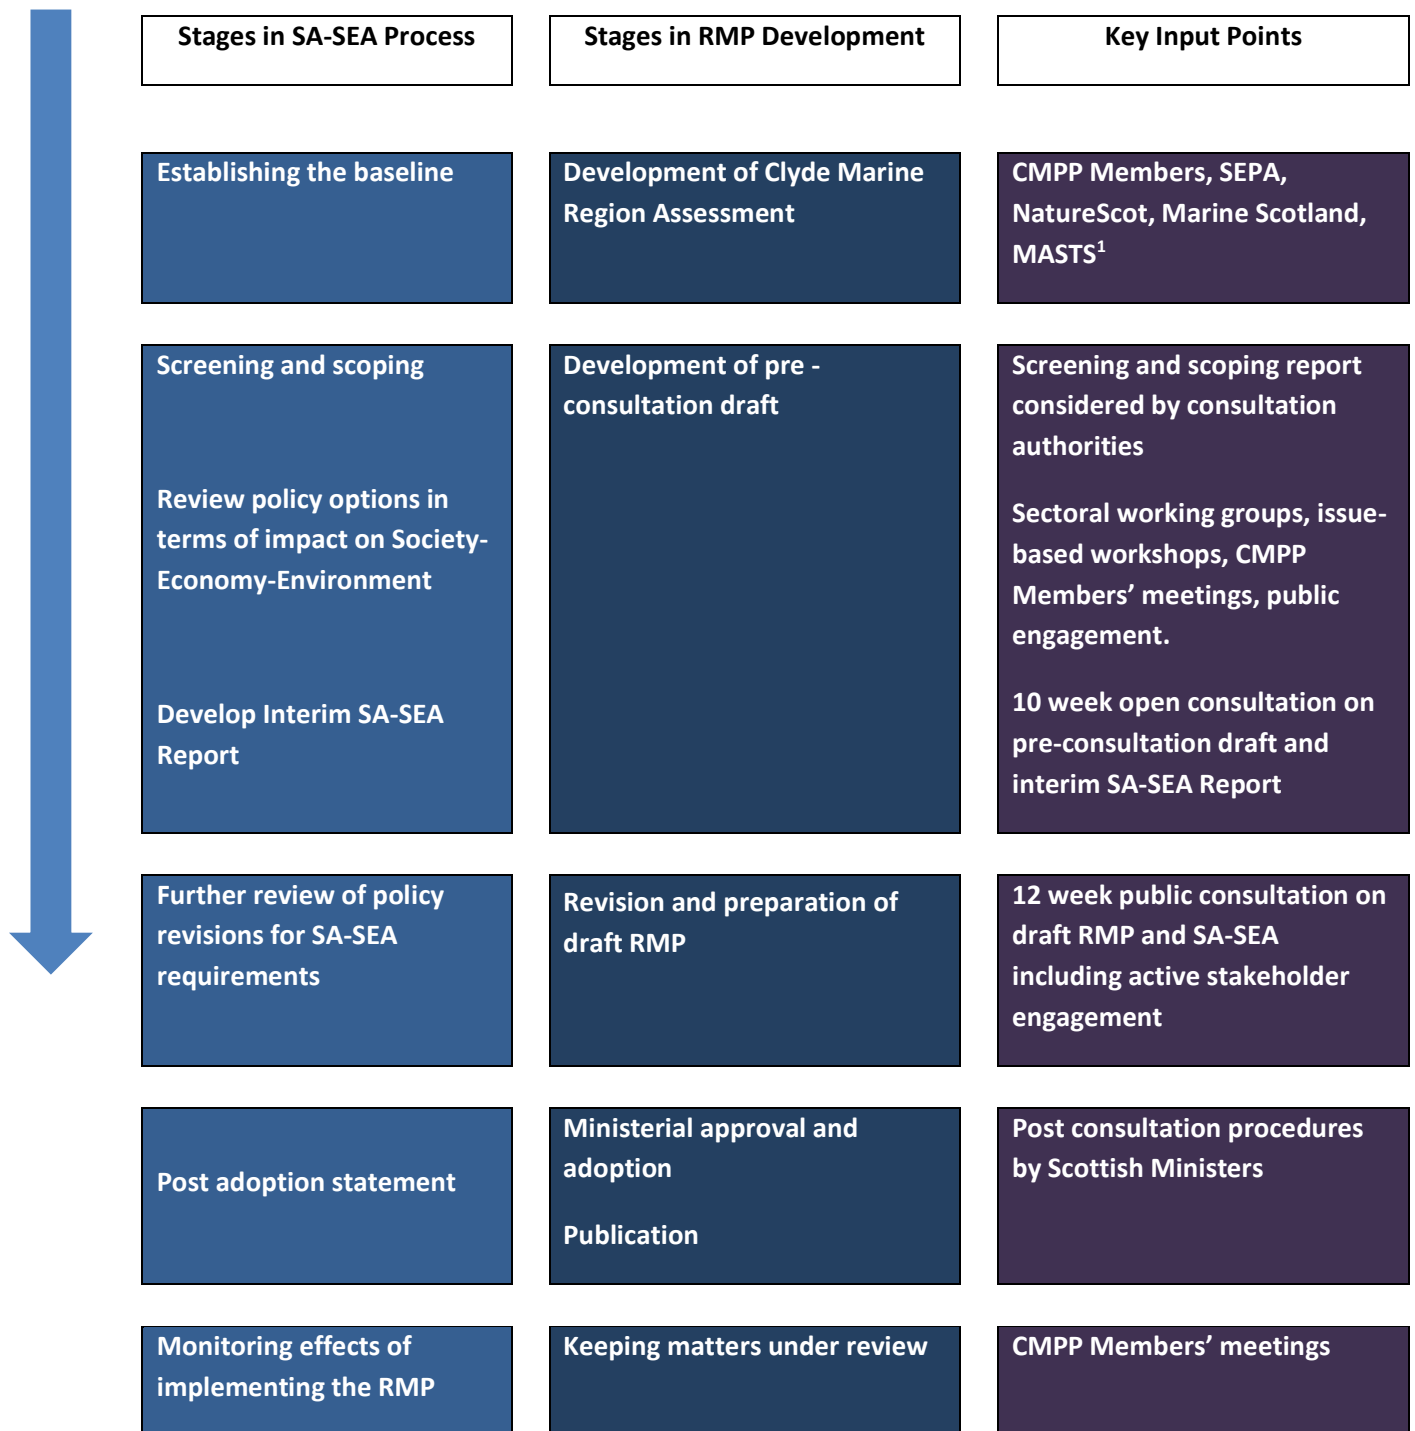 Stages in SA-SEA Process
Stages in RMP Development
Key Input Points
Establishing the baseline
Development of Clyde Marine
Region Assessment
CMPP Members, SEPA,
NatureScot, Marine Scotland,
MASTS¹
Screening and scoping
Review policy options in
terms of impact on Society-
Economy-Environment
Develop Interim SA-SEA
Report
Development of pre -
consultation draft
Screening and scoping report
considered by consultation
authorities
Sectoral working groups, issue-
based workshops, CMPP
Members’ meetings, public
engagement.
10 week open consultation on
pre-consultation draft and
interim SA-SEA Report
Further review of policy
revisions for SA-SEA
requirements
Revision and preparation of
draft RMP
12 week public consultation on
draft RMP and SA-SEA
including active stakeholder
engagement
Post adoption statement
Ministerial approval and
adoption
Publication
Post consultation procedures
by Scottish Ministers
Monitoring effects of
implementing the RMP
Keeping matters under review
CMPP Members’ meetings